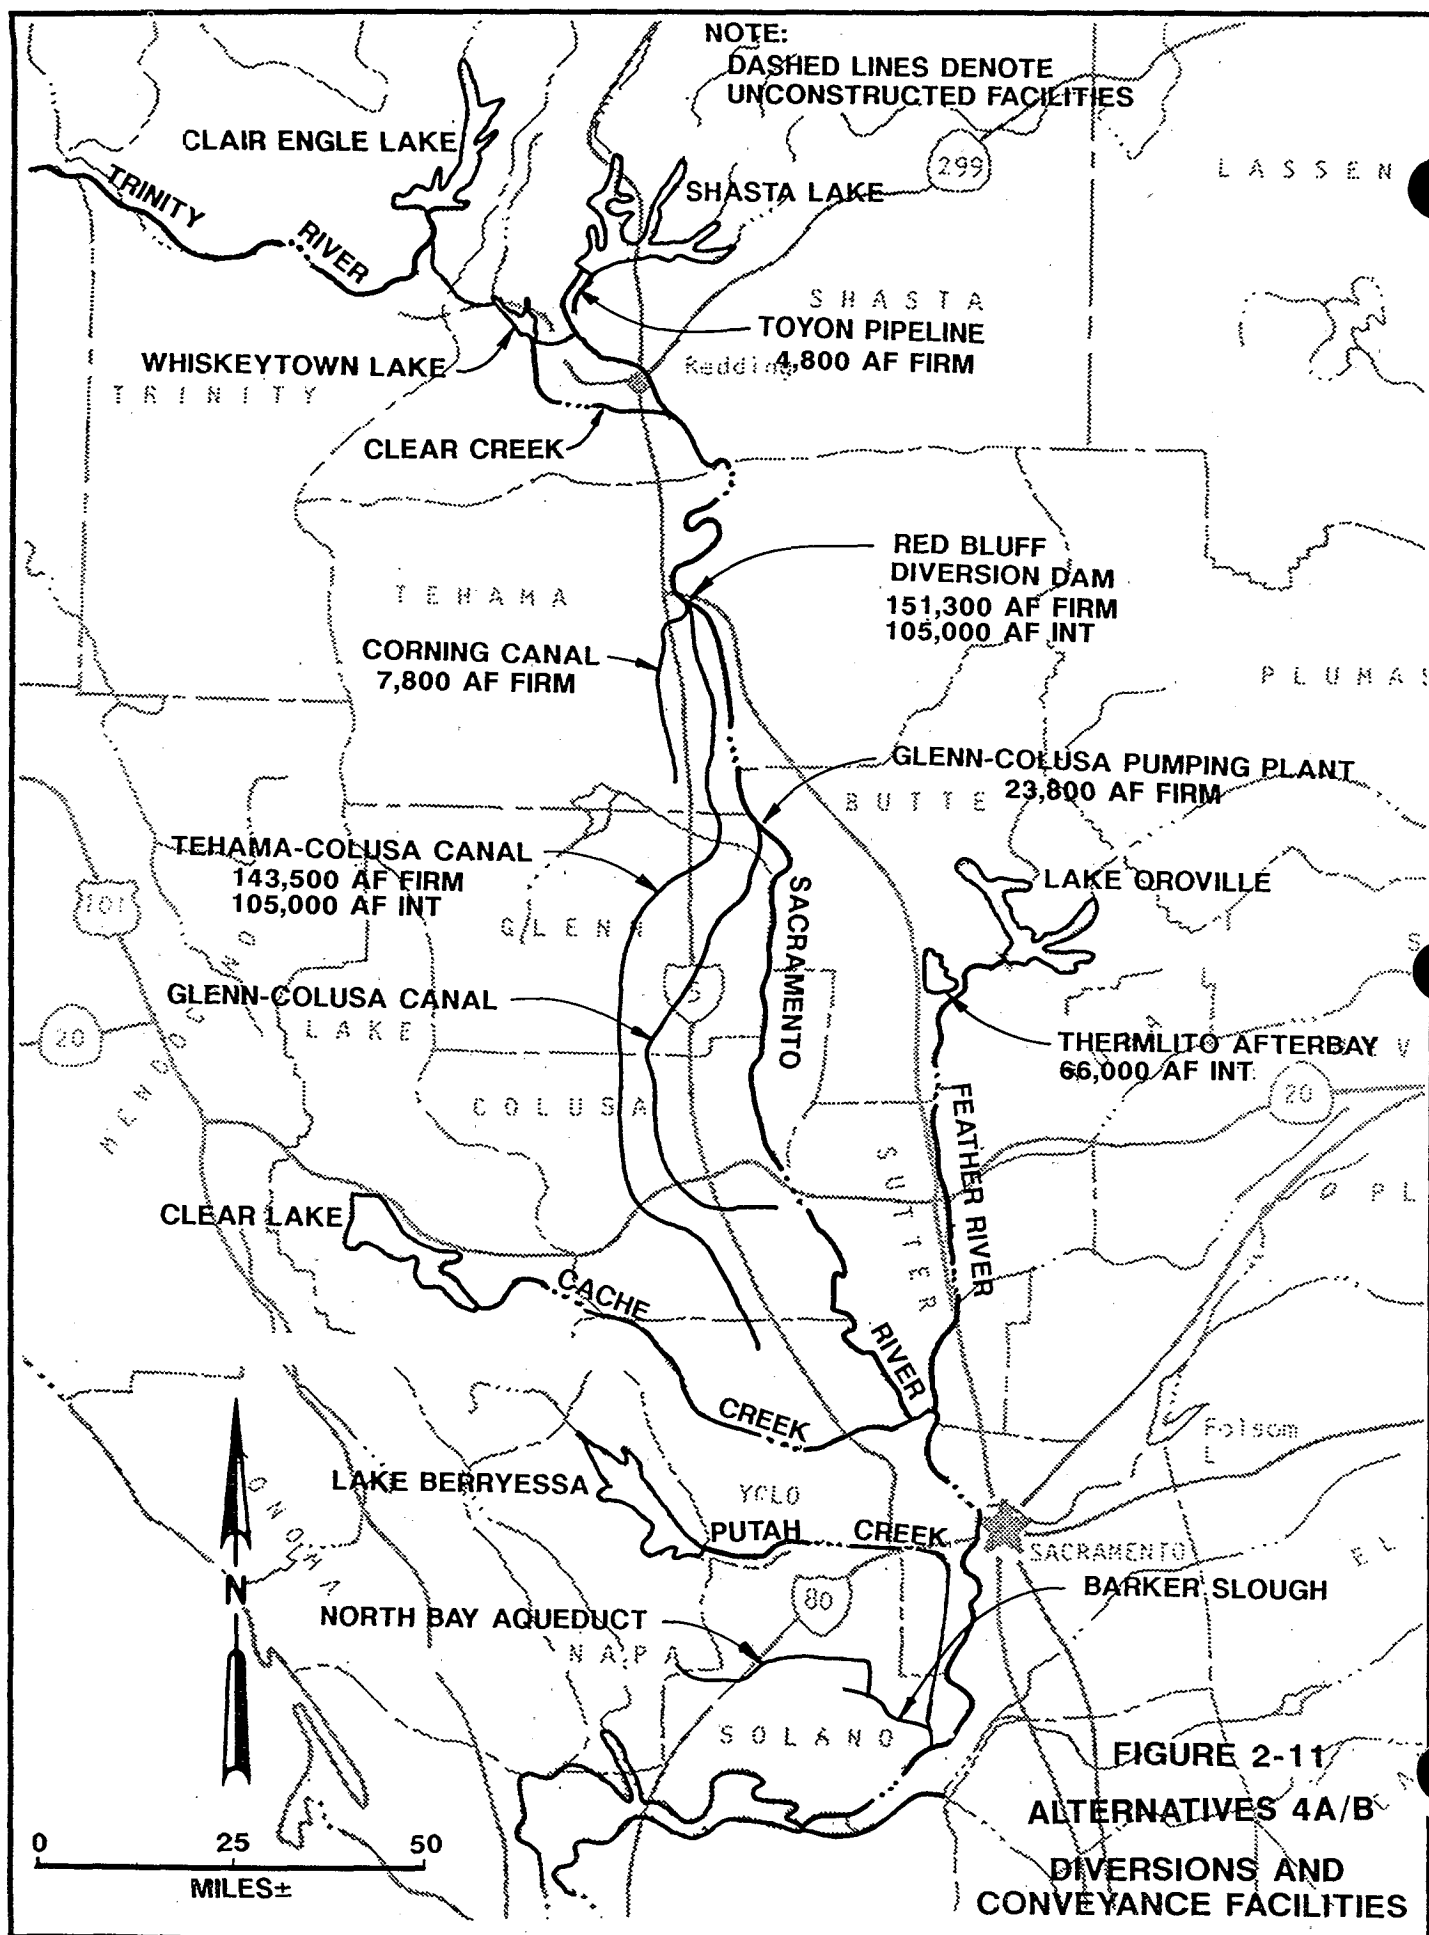 NOTE:
DASHED LINES DENOTE
UNCONSTRUCTED FACILITIES
CLAIR ENGLE LAKE
299
LASSEN
TRINITY
RIVER
SHASTA LAKE
SHASTA
TOYON PIPELINE
4,800 AF FIRM
Redding
WHISKEYTOWN LAKE
TRINITY
CLEAR CREEK
RED BLUFF
DIVERSION DAM
151,300 AF FIRM
105,000 AF INT
TEHAMA
CORNING CANAL
7,800 AF FIRM
PLUMAS
GLENN-COLUSA PUMPING PLANT
23,800 AF FIRM
BUTTE
TEHAMA-COLUSA CANAL
143,500 AF FIRM
105,000 AF INT
LAKE OROVILLE
101
GLENN
SACRAMENTO
GLENN-COLUSA CANAL
5
20
LAKE
MENDOCINO
THERMLITO AFTERBAY
66,000 AF INT
20
COLUSA
FEATHER RIVER
SUTTER
PL
CLEAR LAKE
CACHE
RIVER
CREEK
Folsom
L
LAKE BERRYESSA
YOLO
PUTAH CREEK
SACRAMENTO
EL
SONOMA
N
BARKER SLOUGH
80
NORTH BAY AQUEDUCT
NAPA
SOLANO
FIGURE 2-11
ALTERNATIVES 4A/B
DIVERSIONS AND
CONVEYANCE FACILITIES
0 25 50
MILES±